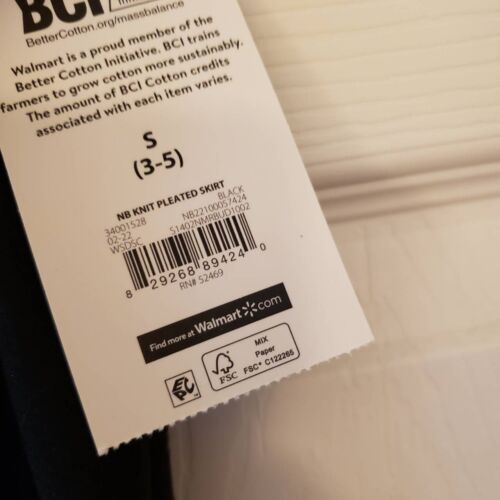 BCI
BetterCotton.org/massbalance
Walmart is a proud member of the
Better Cotton Initiative. BCI trains
farmers to grow cotton more sustainably.
The amount of BCI Cotton credits
associated with each item varies.
S
(3-5)
NB KNIT PLEATED SKIRT
34001528 BLACK
02-22 NB22100057424
WSDSC S1402NMRBUD1002
8 29268 89424 0
RN# 52469
Find more at Walmart.com
EPC
FSC
MIX
Paper
FSC® C122265